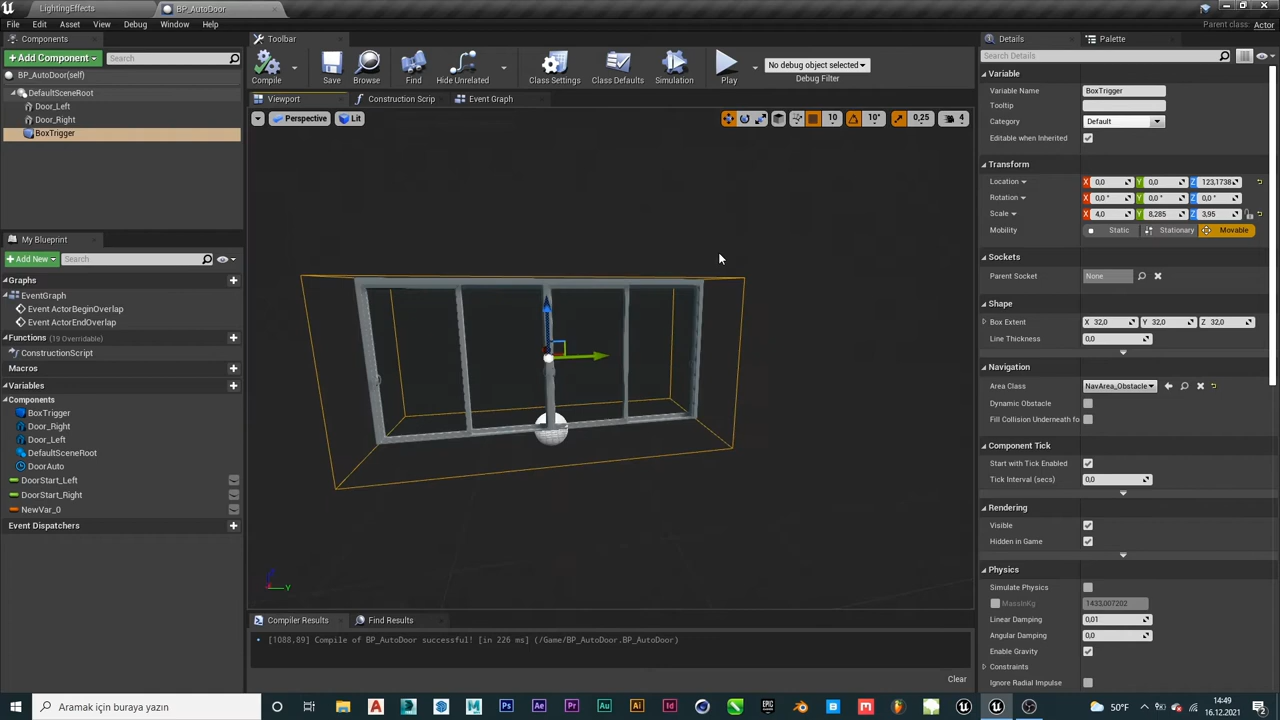 LightingEffects
BP_AutoDoor
File Edit Asset View Debug Window Help
Parent class: Actor
Components
Toolbar
Details
Palette
Add Component
Search
Compile
Save
Browse
Find
Hide Unrelated
Class Settings
Class Defaults
Simulation
Play
No debug object selected
Debug Filter
Search Details
BP_AutoDoor(self)
DefaultSceneRoot
Door_Left
Door_Right
BoxTrigger
Viewport
Construction Scrip
Event Graph
Perspective
Lit
10
10°
0,25
4
My Blueprint
Add New
Search
Graphs
EventGraph
Event ActorBeginOverlap
Event ActorEndOverlap
Functions (19 Overridable)
ConstructionScript
Macros
Variables
Components
BoxTrigger
Door_Right
Door_Left
DefaultSceneRoot
DoorAuto
DoorStart_Left
DoorStart_Right
NewVar_0
Event Dispatchers
Y
Compiler Results
Find Results
[1088.89] Compile of BP_AutoDoor successful! [in 226 ms] (/Game/BP_AutoDoor.BP_AutoDoor)
Clear
Variable
Variable Name BoxTrigger
Tooltip
Category Default
Editable when Inherited
Transform
Location X 0,0 Y 0,0 Z 123,1738
Rotation X 0,0 ° Y 0,0 ° Z 0,0 °
Scale X 4,0 Y 8,285 Z 3,95
Mobility Static Stationary Movable
Sockets
Parent Socket None
Shape
Box Extent X 32,0 Y 32,0 Z 32,0
Line Thickness 0,0
Navigation
Area Class NavArea_Obstacle
Dynamic Obstacle
Fill Collision Underneath fo
Component Tick
Start with Tick Enabled
Tick Interval (secs) 0,0
Rendering
Visible
Hidden in Game
Physics
Simulate Physics
MassInKg 1433,007202
Linear Damping 0,01
Angular Damping 0,0
Enable Gravity
Constraints
Ignore Radial Impulse
Aramak için buraya yazın
A
M
Ps
Ae
Pr
Au
Ai
Id
EPIC
50°F
14:49
16.12.2021